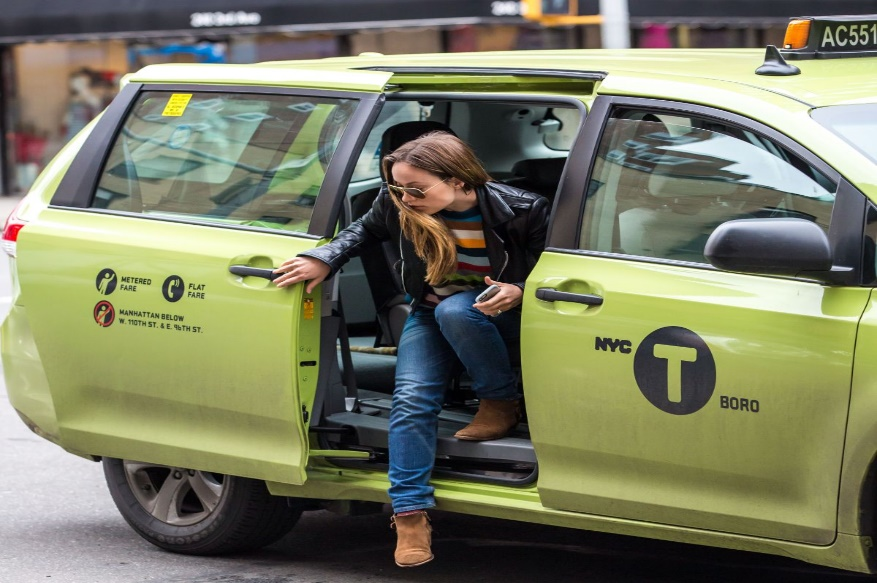 AC551
METERED
FARE
FLAT
FARE
MANHATTAN BELOW
W. 110TH ST. & E. 96TH ST.
NYC
T
BORO